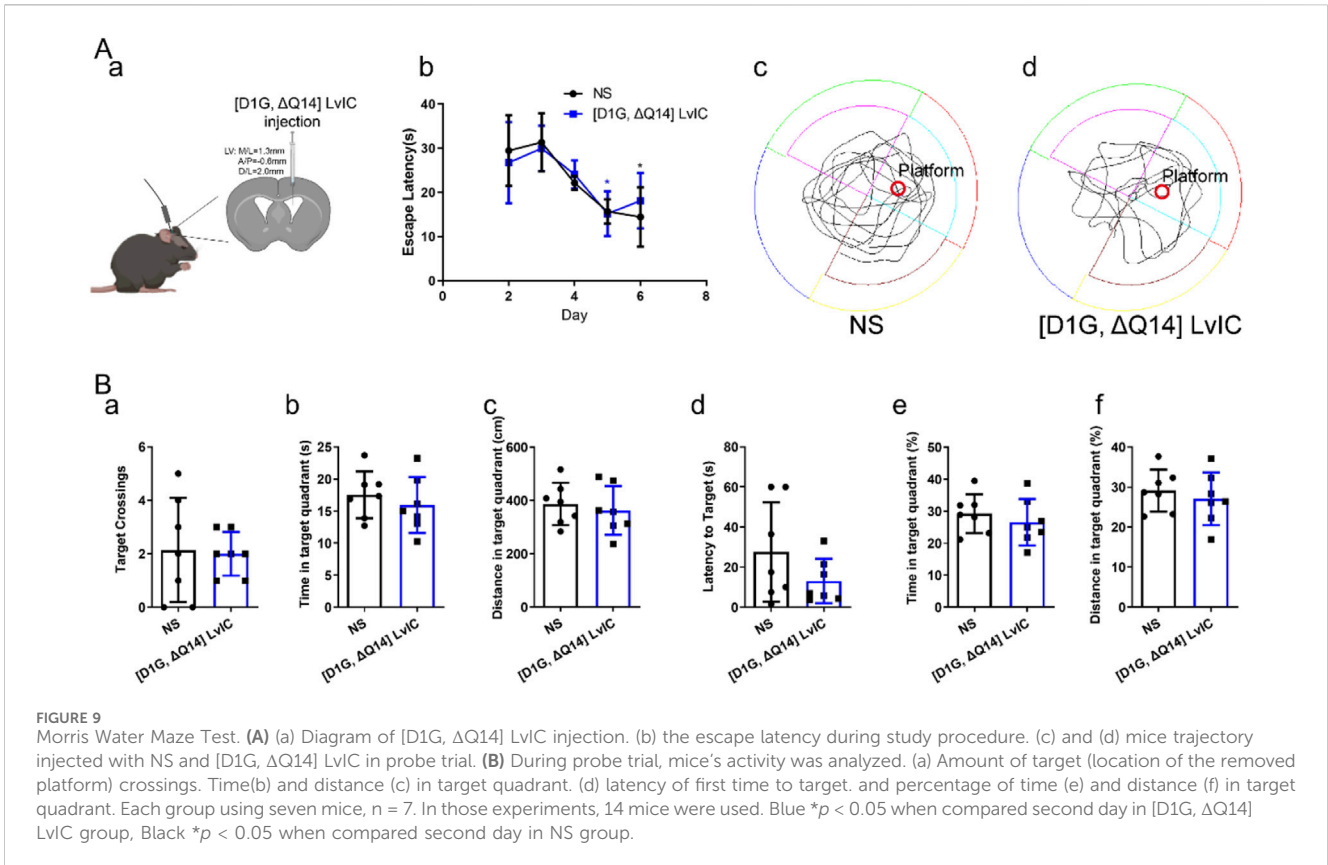 A
a
[D1G, ΔQ14] LvIC
injection
LV: M/L=1.3mm
A/P=-0.6mm
D/L=2.0mm
b
NS
[D1G, ΔQ14] LvIC
Escape Latency(s)
40
30
20
10
0
*
*
0
2
4
6
8
Day
c
Platform
NS
d
Platform
[D1G, ΔQ14] LvIC
B
a
Target Crossings
6
4
2
0
NS
[D1G, ΔQ14] LvIC
b
Time in target quadrant (s)
25
20
15
10
5
0
NS
[D1G, ΔQ14] LvIC
c
Distance in target quadrant (cm)
600
400
200
0
NS
[D1G, ΔQ14] LvIC
d
Latency to Target (s)
80
60
40
20
0
NS
[D1G, ΔQ14] LvIC
e
Time in target quadrant (%)
50
40
30
20
10
0
NS
[D1G, ΔQ14] LvIC
f
Distance in target quadrant (%)
40
30
20
10
0
NS
[D1G, ΔQ14] LvIC
FIGURE 9
Morris Water Maze Test. (A) (a) Diagram of [D1G, ΔQ14] LvIC injection. (b) the escape latency during study procedure. (c) and (d) mice trajectory
injected with NS and [D1G, ΔQ14] LvIC in probe trial. (B) During probe trial, mice's activity was analyzed. (a) Amount of target (location of the removed
platform) crossings. Time(b) and distance (c) in target quadrant. (d) latency of first time to target. and percentage of time (e) and distance (f) in target
quadrant. Each group using seven mice, n = 7. In those experiments, 14 mice were used. Blue *p < 0.05 when compared second day in [D1G, ΔQ14]
LvIC group, Black *p < 0.05 when compared second day in NS group.